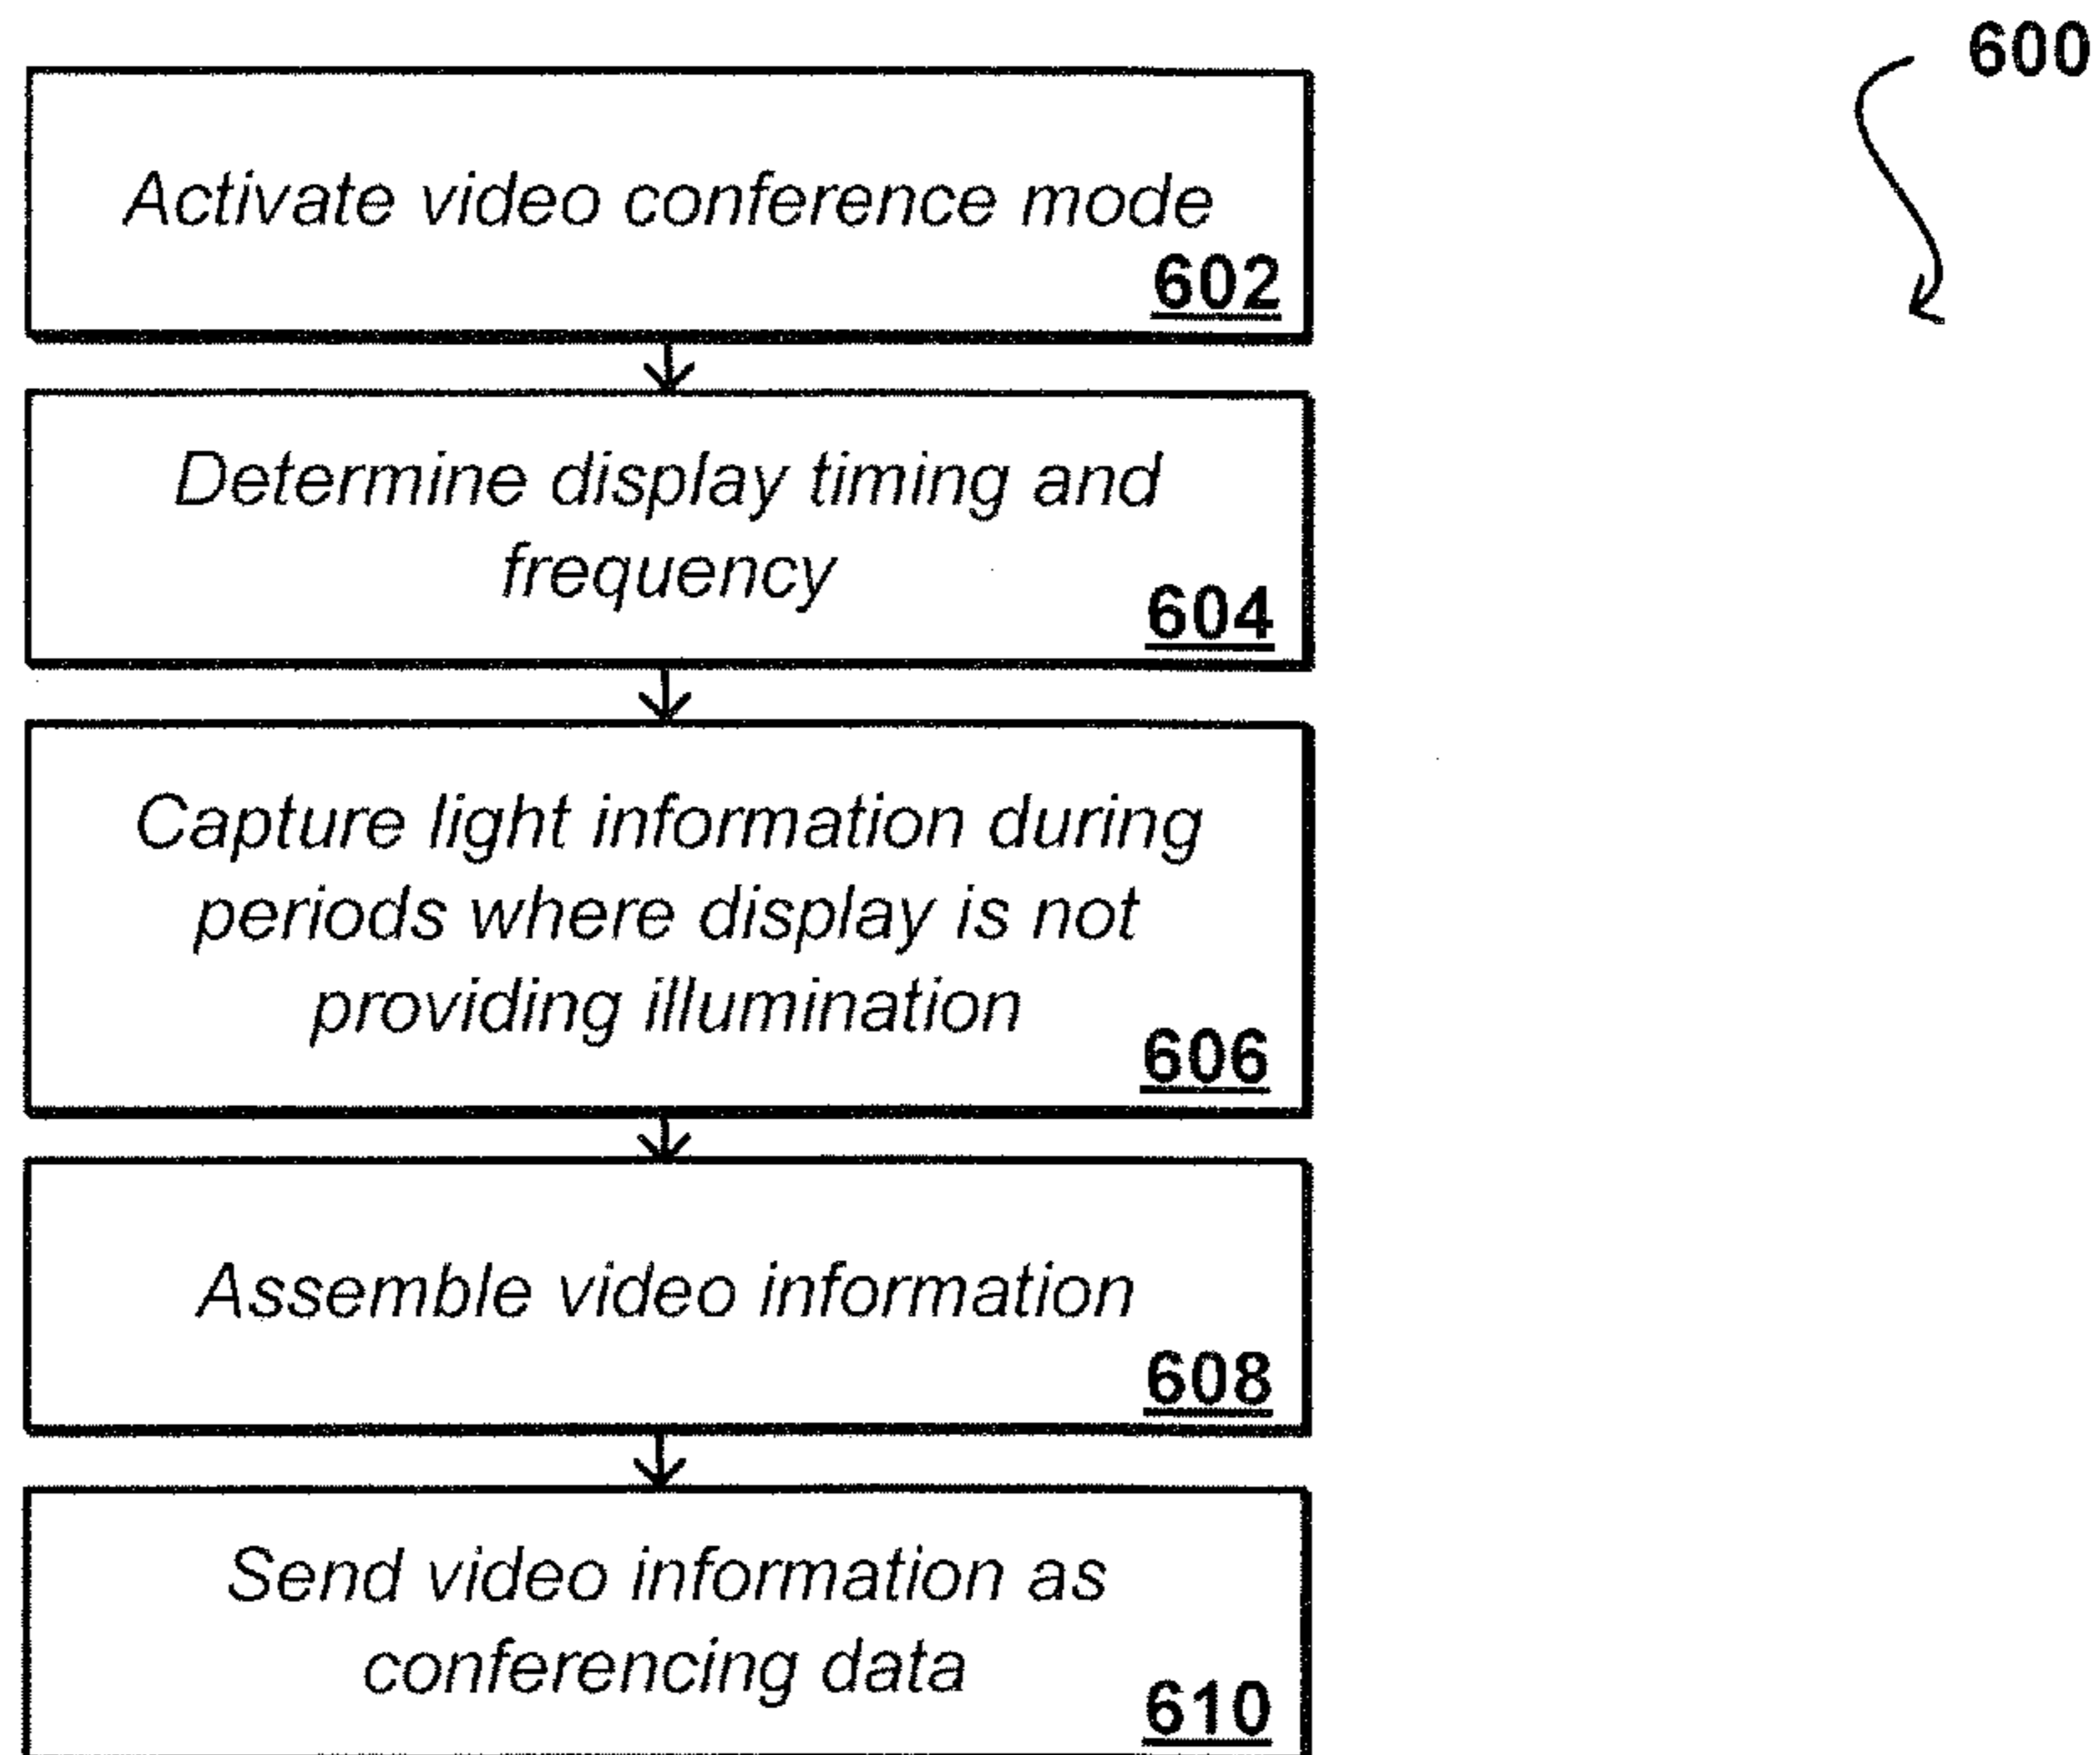 600
Activate video conference mode
602
Determine display timing and
frequency
604
Capture light information during
periods where display is not
providing illumination
606
Assemble video information
608
Send video information as
conferencing data
610